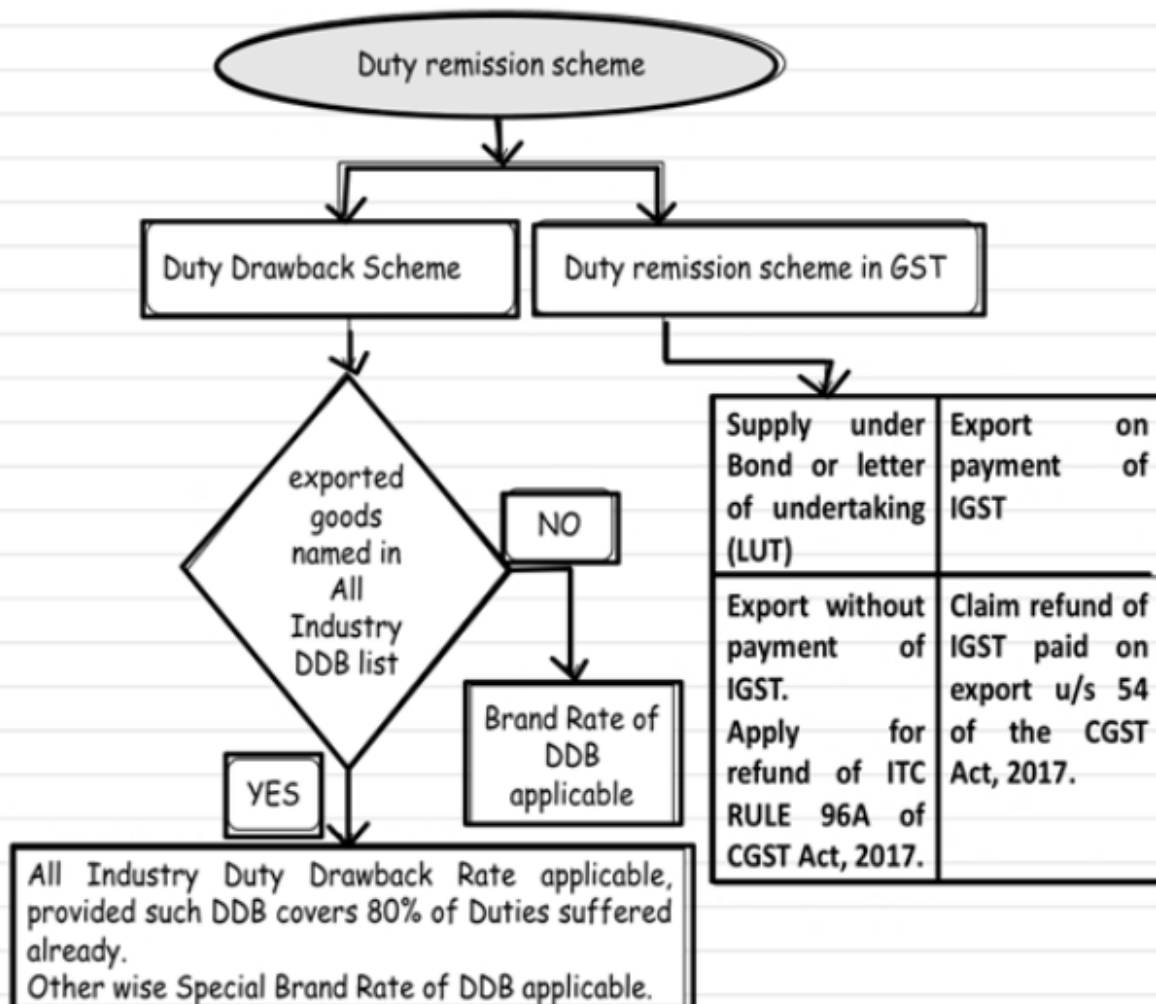 Duty remission scheme
Duty Drawback Scheme
Duty remission scheme in GST
exported
goods
named in
All
Industry
DDB list
NO
Brand Rate of
DDB
applicable
YES
All Industry Duty Drawback Rate applicable,
provided such DDB covers 80% of Duties suffered
already.
Other wise Special Brand Rate of DDB applicable.
Supply under
Bond or letter
of undertaking
(LUT)
Export on
payment of
IGST
Export without
payment of
IGST.
Apply for
refund of ITC
RULE 96A of
CGST Act, 2017.
Claim refund of
IGST paid on
export u/s 54
of the CGST
Act, 2017.